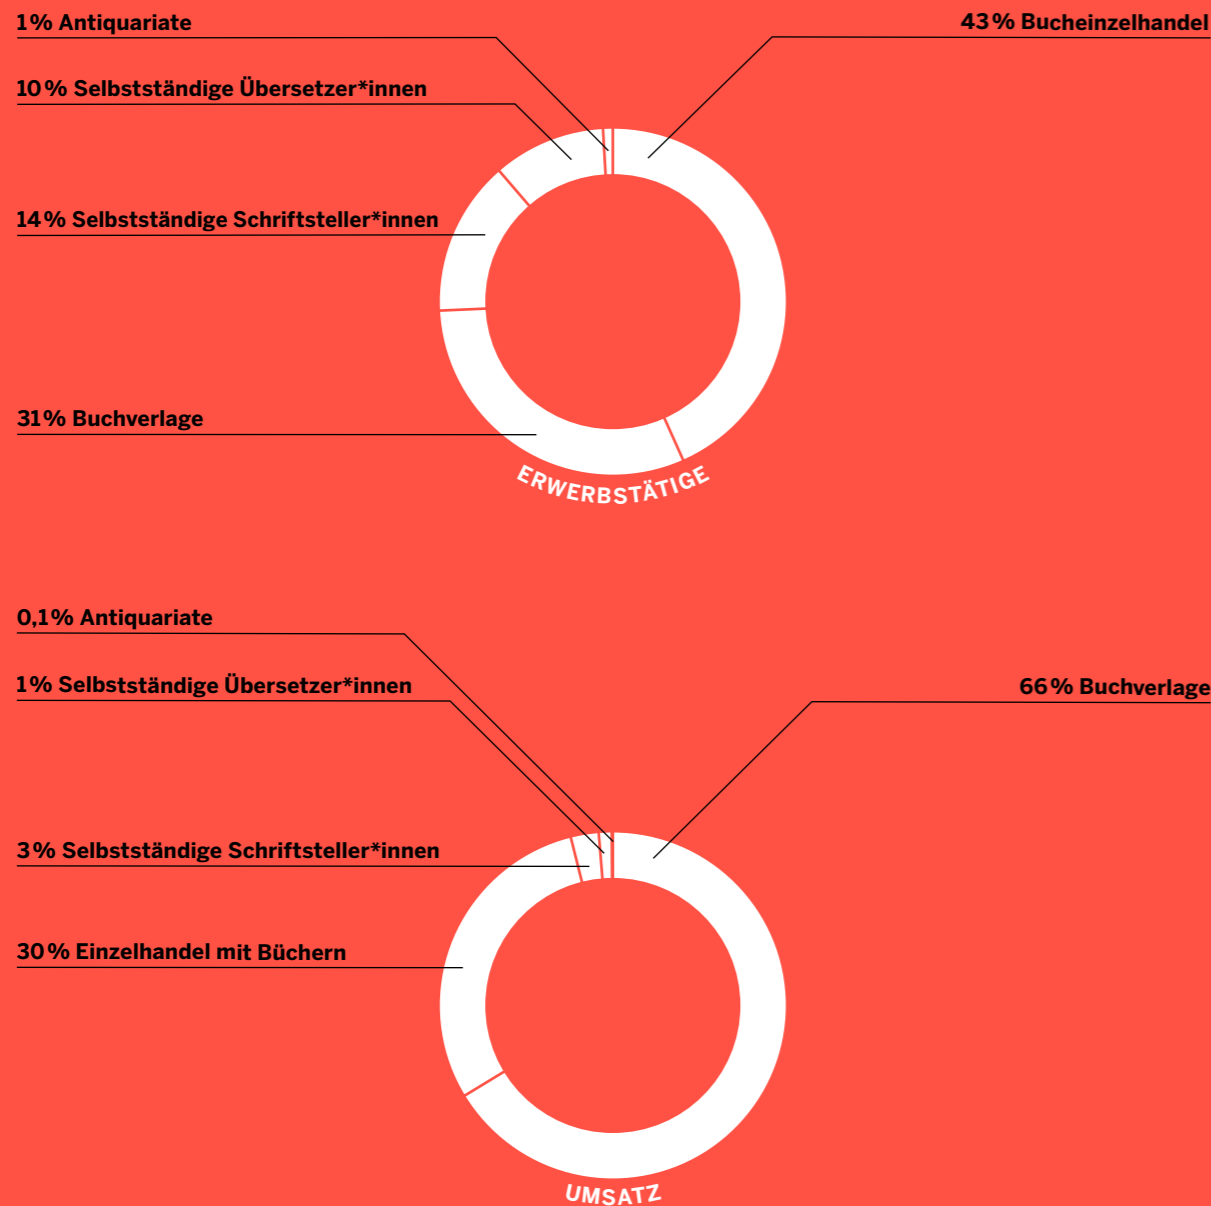 1% Antiquariate
43% Bucheinzelhandel
10% Selbstständige Übersetzer*innen
14% Selbstständige Schriftsteller*innen
31% Buchverlage
ERWERBSTÄTIGE
0,1% Antiquariate
1% Selbstständige Übersetzer*innen
66% Buchverlage
3% Selbstständige Schriftsteller*innen
30% Einzelhandel mit Büchern
UMSATZ